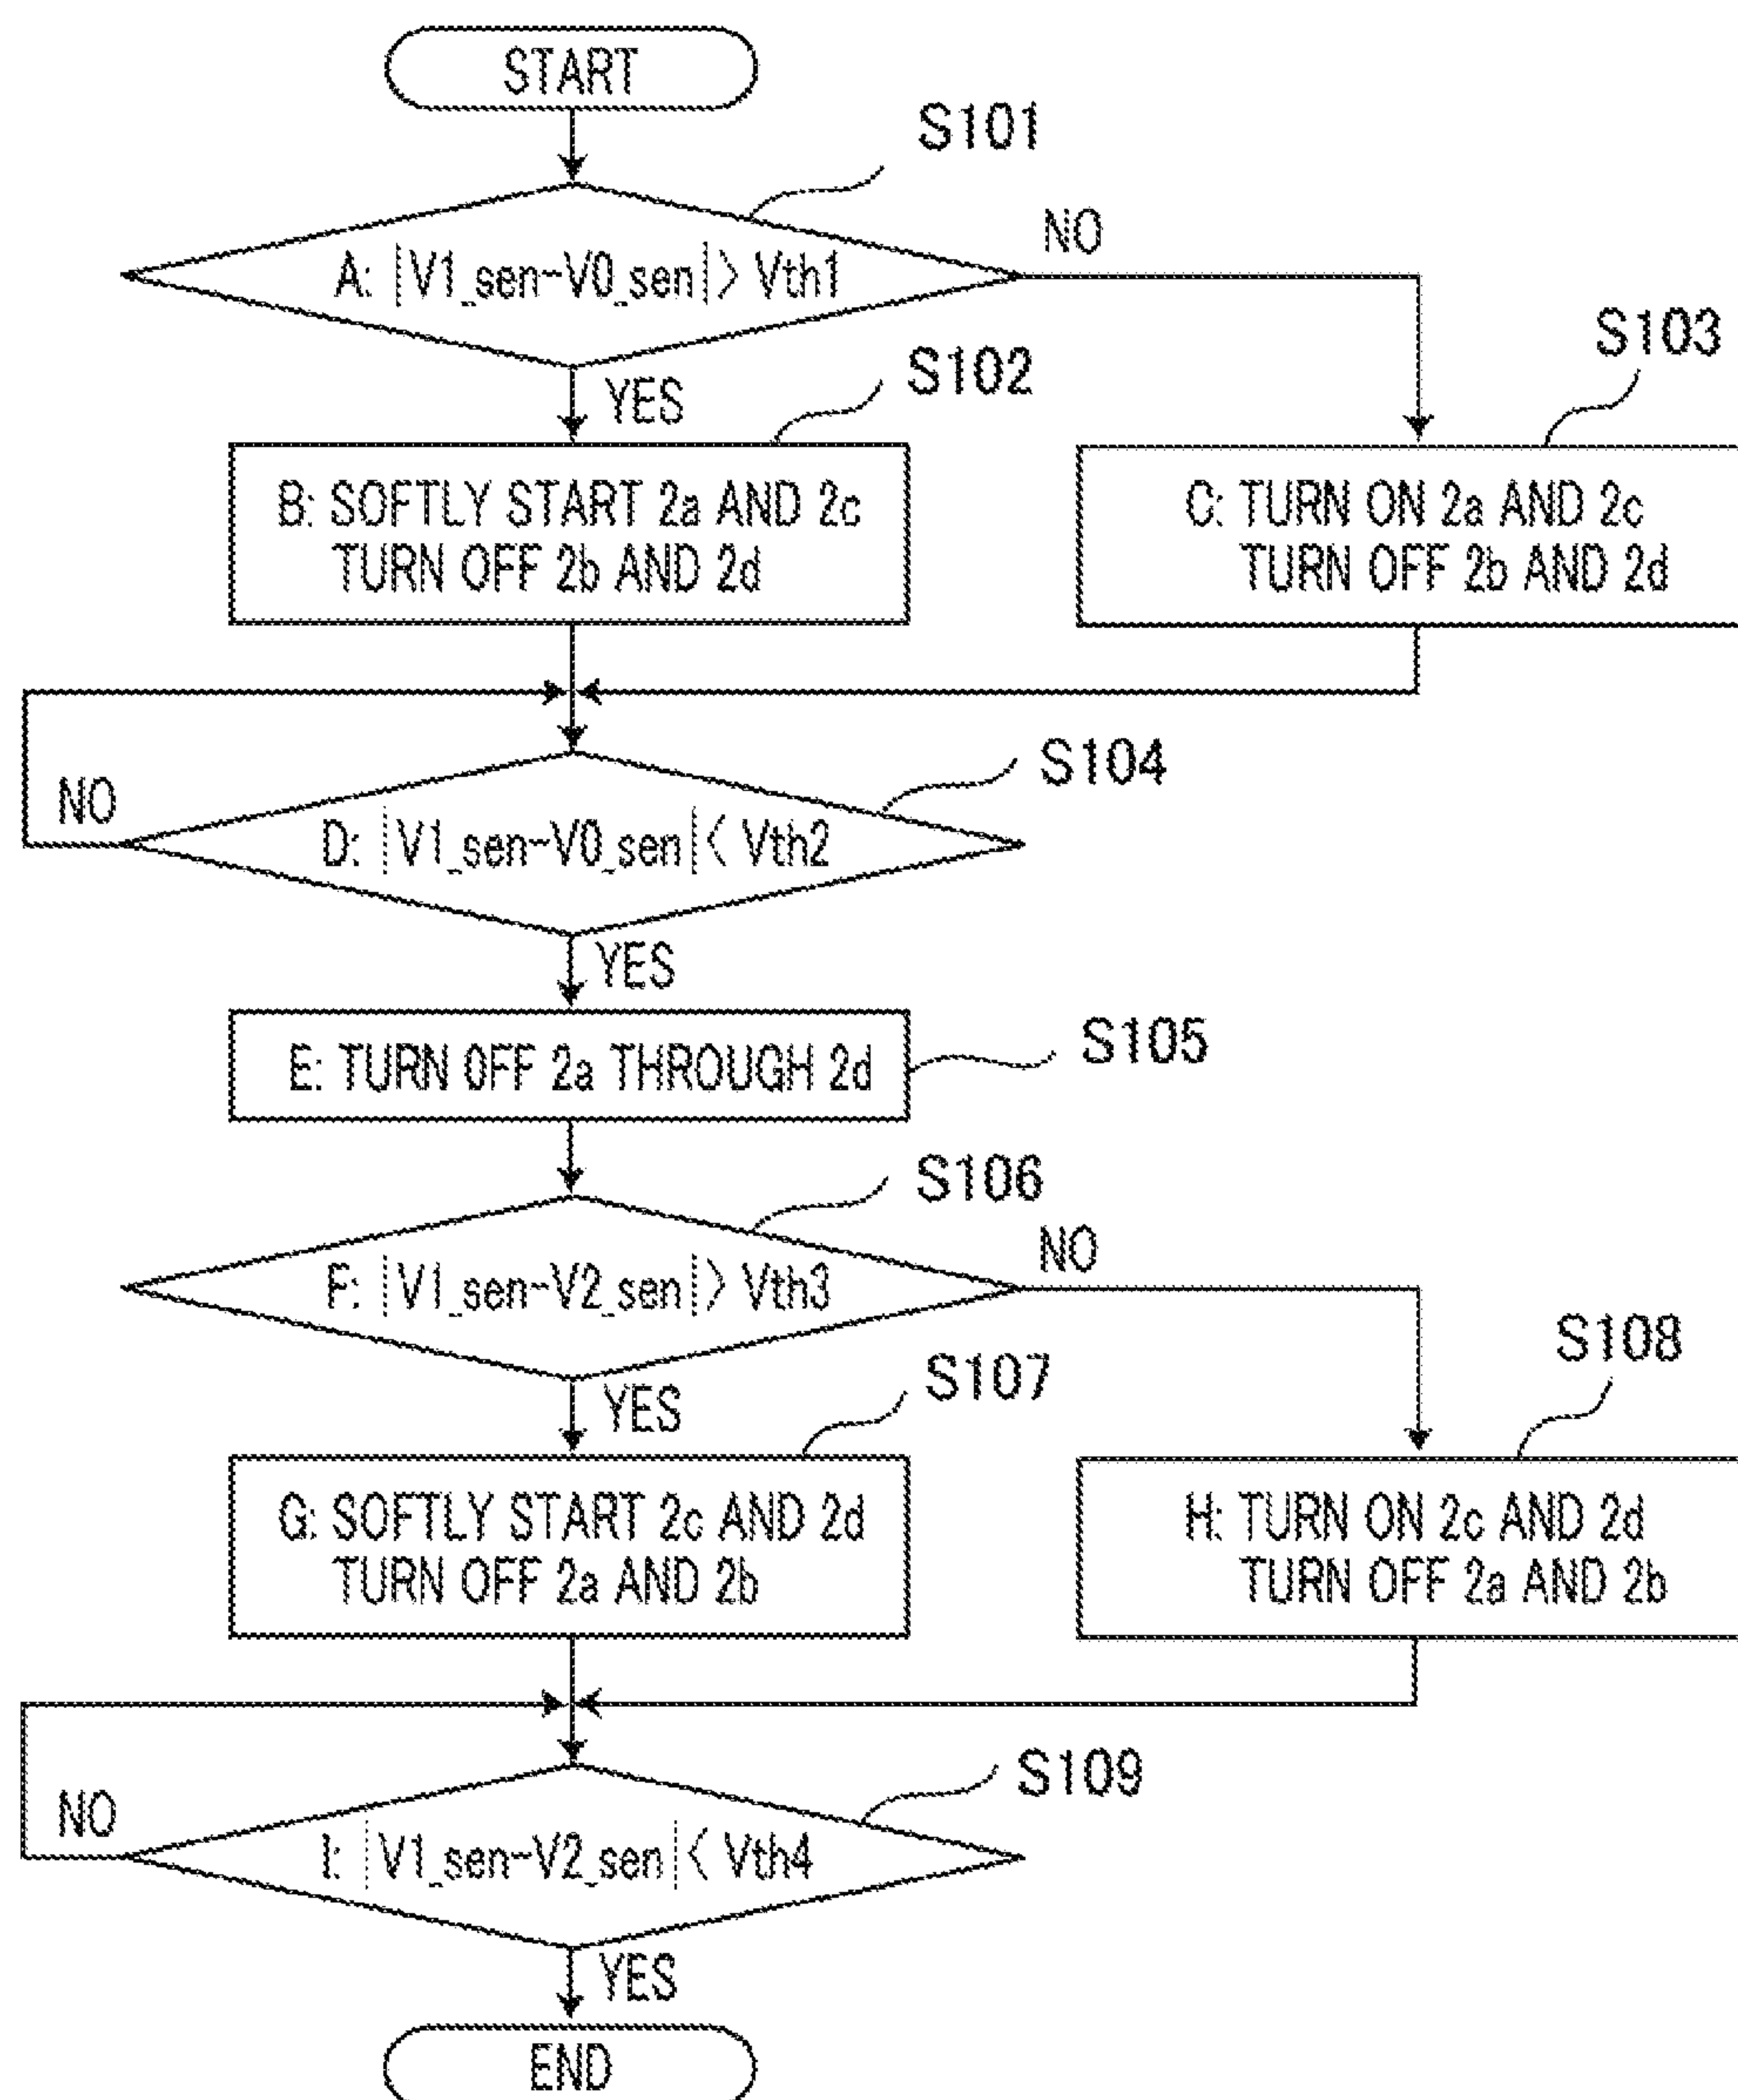 START
S101
A: |V1_sen-V0_sen|> Vth1
NO
YES
S102
S103
B: SOFTLY START 2a AND 2c
TURN OFF 2b AND 2d
C: TURN ON 2a AND 2c
TURN OFF 2b AND 2d
S104
NO
D: |V1_sen-V0_sen|< Vth2
YES
E: TURN OFF 2a THROUGH 2d
S105
S106
F: |V1_sen-V2_sen|> Vth3
NO
YES
S107
S108
G: SOFTLY START 2c AND 2d
TURN OFF 2a AND 2b
H: TURN ON 2c AND 2d
TURN OFF 2a AND 2b
S109
NO
I: |V1_sen-V2_sen|< Vth4
YES
END